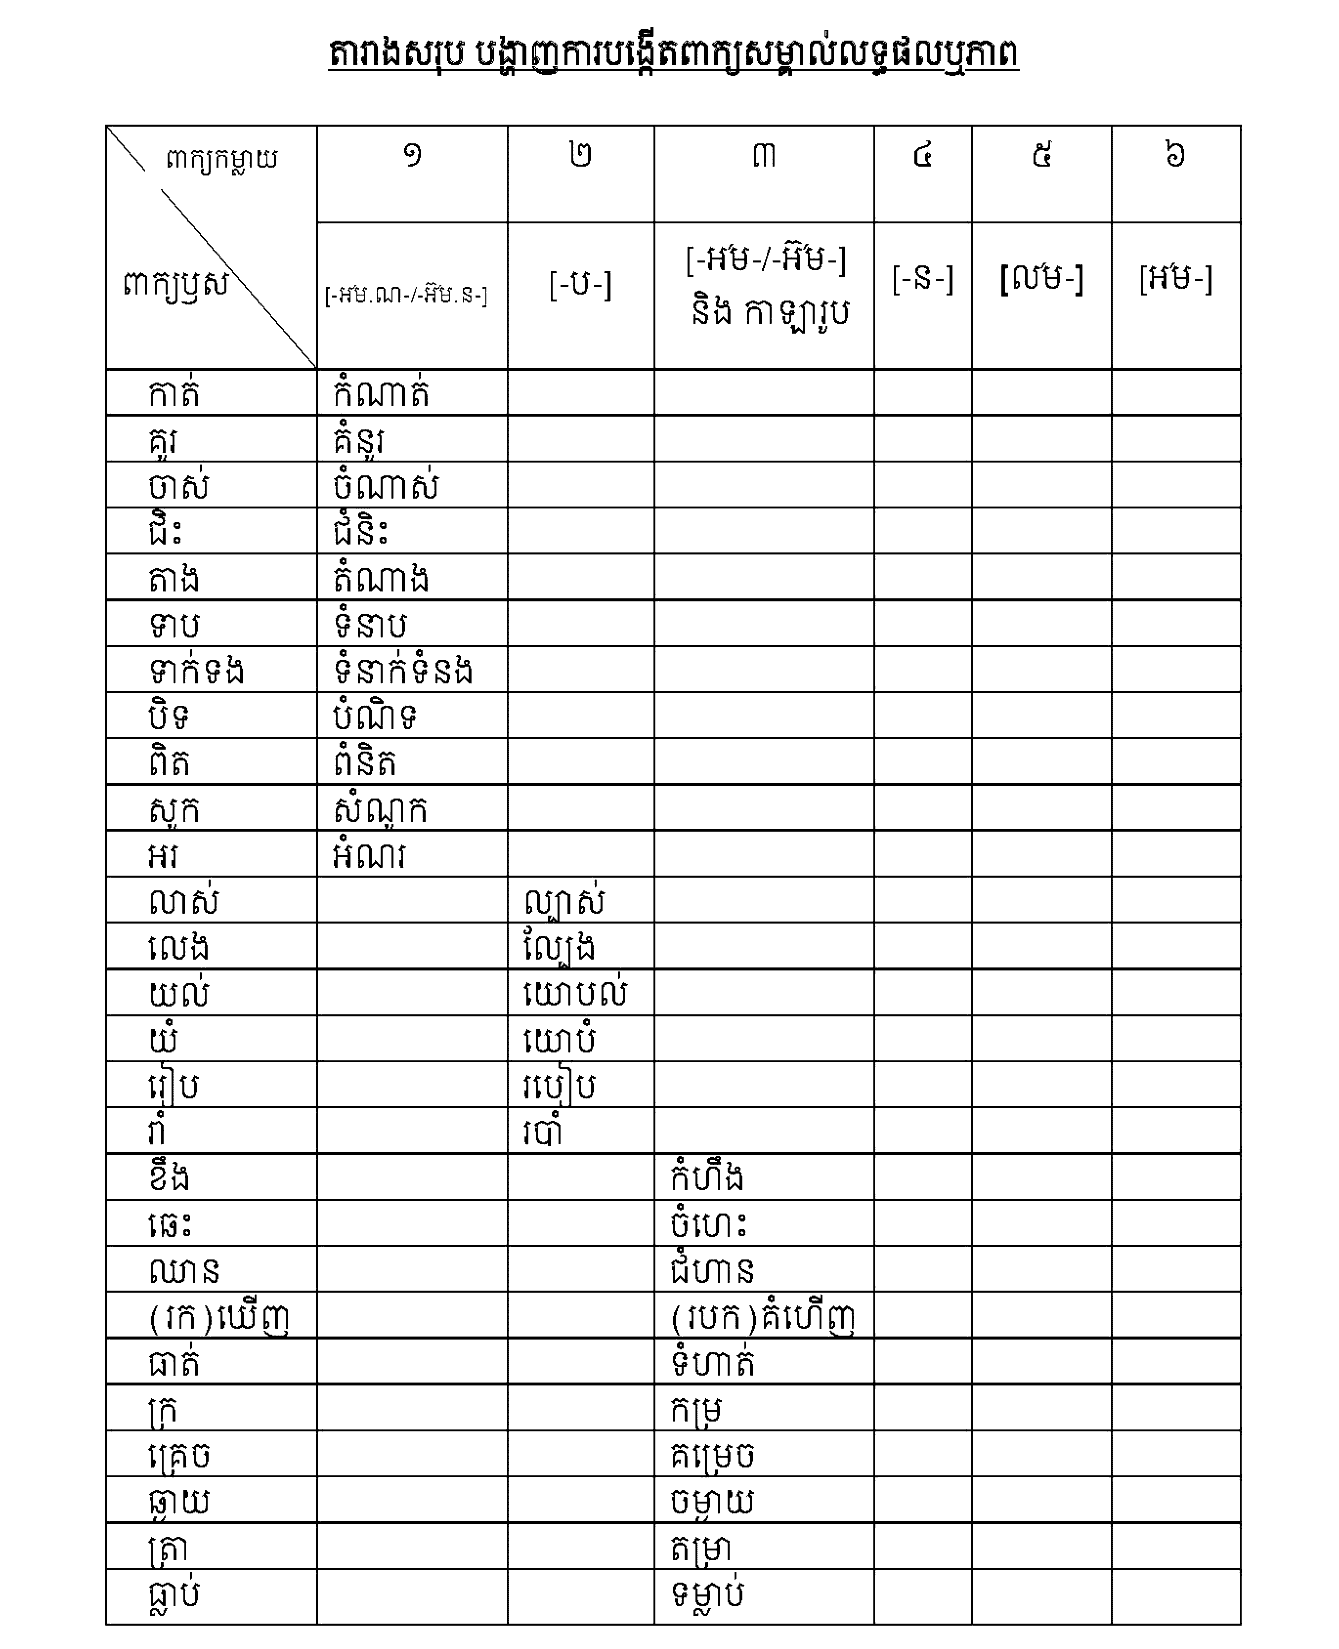 តារាងសរុប បង្ហាញការបង្កើតពាក្យសម្គាល់លទ្ធផលឬភាព
ពាក្យកម្លាយ ១ ២ ៣ ៤ ៥ ៦
ពាក្យឫស [-អម៎.ណ-/-អ៊ម៎.ន-] [-ប-] [-អម៎-/-អ៊ម៎-] [-ន-] [លម៎-] [អម៎-]
និង កាឡារូប
កាត់ កំណាត់
គូរ គំនូរ
ចាស់ ចំណាស់
ជិះ ជំនិះ
តាង តំណាង
ទាប ទំនាប
ទាក់ទង ទំនាក់ទំនង
បិទ បំណិទ
ពិត ពំនិត
សូក សំណូក
អរ អំណរ
លាស់ ល្បាស់
លេង ល្បែង
យល់ យោបល់
យំ យោបំ
រៀប របៀប
រាំ របាំ
ខឹង កំហឹង
ឆេះ ចំហេះ
ឈាន ជំហាន
(រក)ឃើញ (របក)គំហើញ
ធាត់ ទំហាត់
ក្រ កម្រ
គ្រេច គម្រេច
ឆ្ងាយ ចម្ងាយ
ត្រា តម្រា
ធ្លាប់ ទម្លាប់